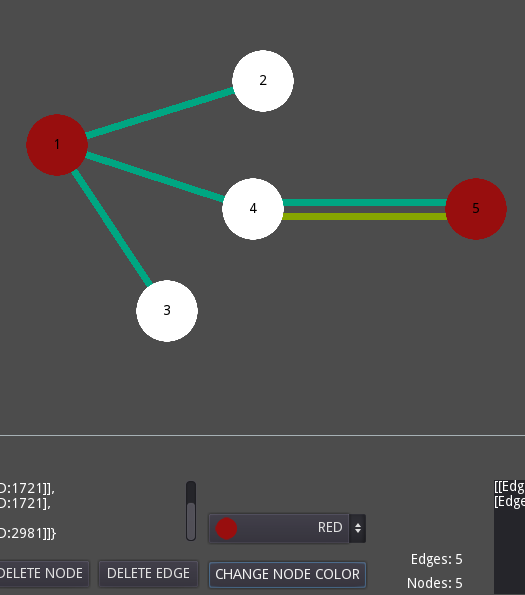 2
1
4
5
3
D:1721]],
D:1721],
D:2981]]}
RED
[[Edg
[Edge
Edges: 5
DELETE NODE
DELETE EDGE
CHANGE NODE COLOR
Nodes: 5